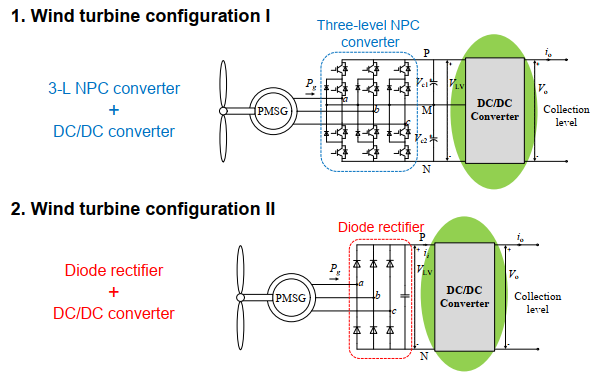 1. Wind turbine configuration I
Three-level NPC
converter
3-L NPC converter
+
DC/DC converter
PMSG
Pg
a
b
c
P
M
N
Vc1
Vc2
VLV
+
-
DC/DC
Converter
io
+
Vo
-
Collection
level
2. Wind turbine configuration II
Diode rectifier
Diode rectifier
+
DC/DC converter
PMSG
Pg
a
b
c
P
N
+
ii
VLV
-
DC/DC
Converter
io
+
Vo
-
Collection
level